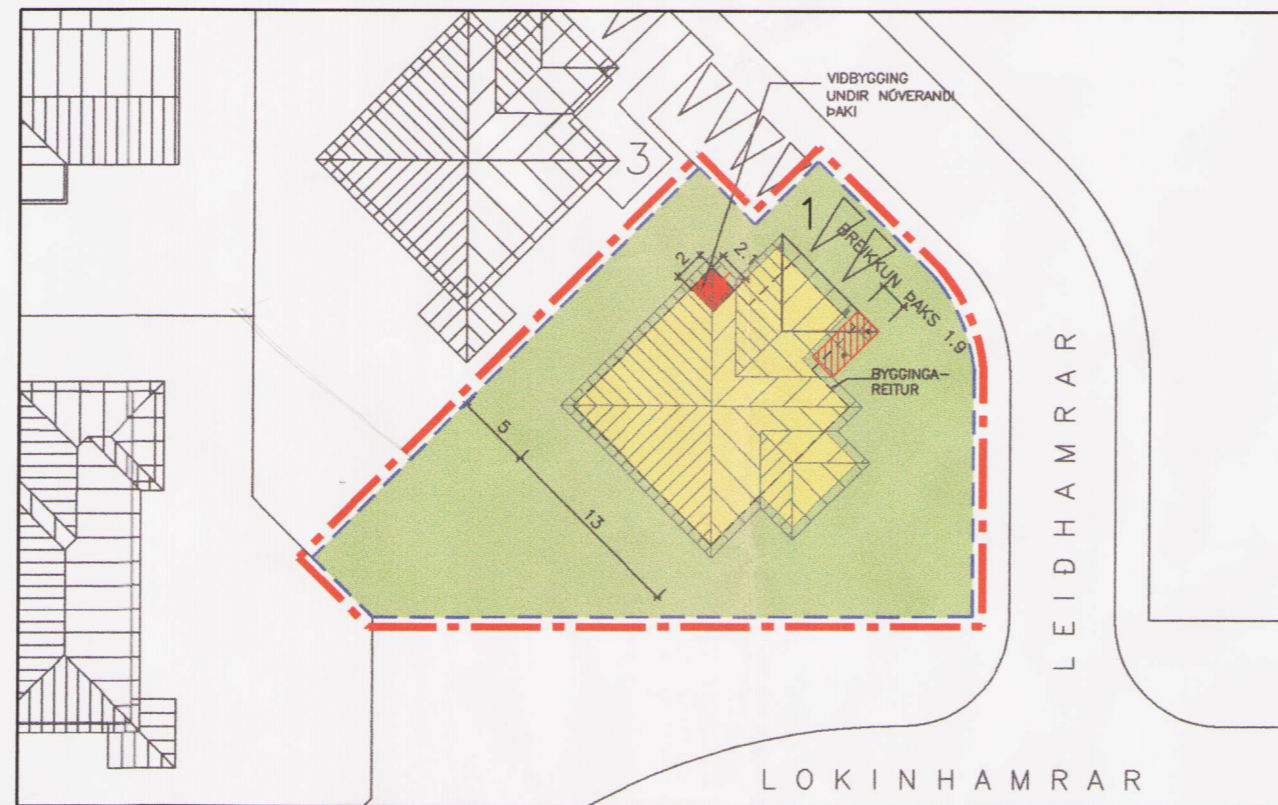 VIÐBYGGING
UNDIR NÚVERANDI
ÞAKI
3
1
BREIKKUN ÞAKS 1.9
2
2.1
BYGGINGA-
REITUR
5
13
LEIÐHAMRAR
LOKINHAMRAR